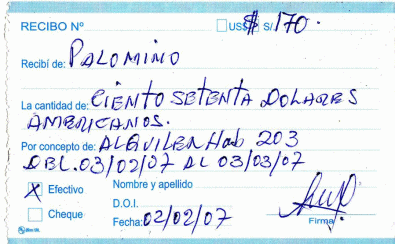 RECIBO Nº US$ $ S/. 170.
Recibí de: PALOMINO
La cantidad de: CIENTO SETENTA DOLARES
AMERICANOS.
Por concepto de: ALQUILER Hab 203
DEL. 03/02/07 AL 03/03/07
X Efectivo Nombre y apellido
D.O.I.
Cheque Fecha: 02/02/07 Firma